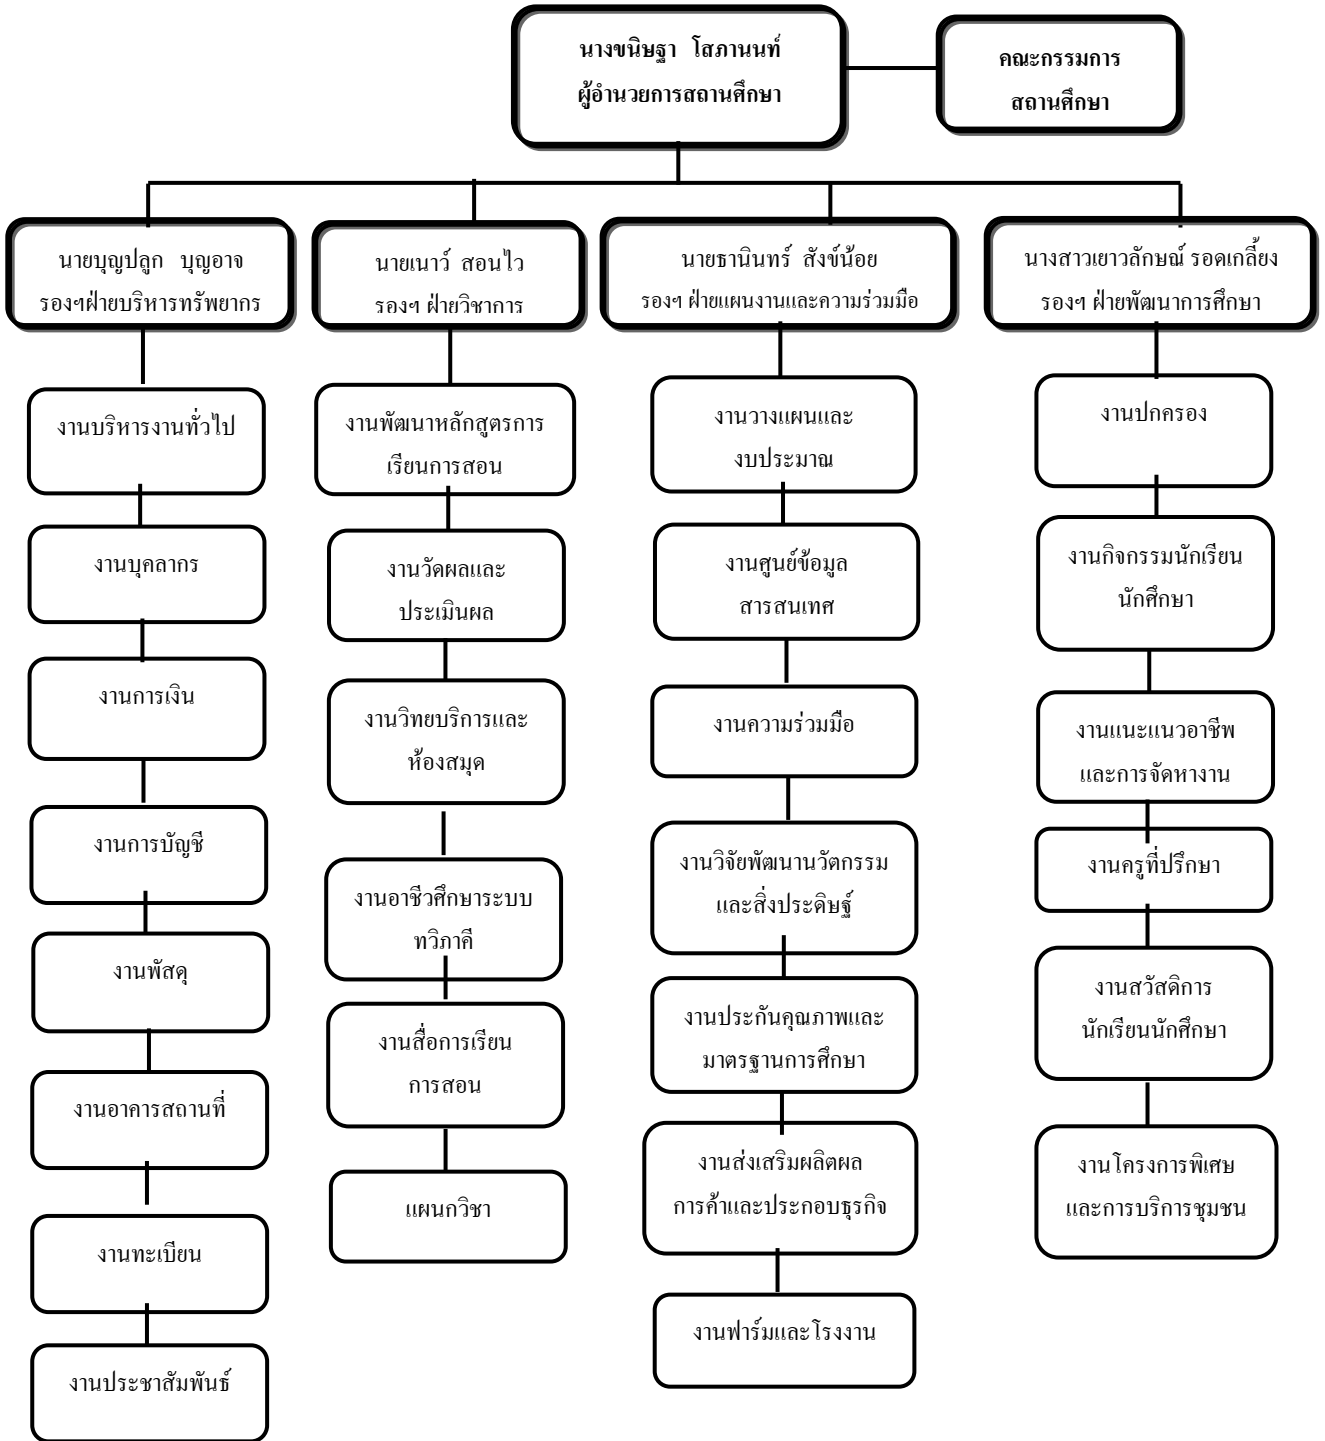 นางขนิษฐา โสภานนท์
ผู้อำนวยการสถานศึกษา
คณะกรรมการ
สถานศึกษา
นายบุญปลูก บุญอาจ
รองฯฝ่ายบริหารทรัพยากร
นายเนาว์ สอนไว
รองฯ ฝ่ายวิชาการ
นายธานินทร์ สังข์น้อย
รองฯ ฝ่ายแผนงานและความร่วมมือ
นางสาวเยาวลักษณ์ รอดเกลี้ยง
รองฯ ฝ่ายพัฒนาการศึกษา
งานบริหารงานทั่วไป
งานบุคลากร
งานการเงิน
งานการบัญชี
งานพัสดุ
งานอาคารสถานที่
งานทะเบียน
งานประชาสัมพันธ์
งานพัฒนาหลักสูตรการ
เรียนการสอน
งานวัดผลและ
ประเมินผล
งานวิทยบริการและ
ห้องสมุด
งานอาชีวศึกษาระบบ
ทวิภาคี
งานสื่อการเรียน
การสอน
แผนกวิชา
งานวางแผนและ
งบประมาณ
งานศูนย์ข้อมูล
สารสนเทศ
งานความร่วมมือ
งานวิจัยพัฒนานวัตกรรม
และสิ่งประดิษฐ์
งานประกันคุณภาพและ
มาตรฐานการศึกษา
งานส่งเสริมผลิตผล
การค้าและประกอบธุรกิจ
งานฟาร์มและโรงงาน
งานปกครอง
งานกิจกรรมนักเรียน
นักศึกษา
งานแนะแนวอาชีพ
และการจัดหางาน
งานครูที่ปรึกษา
งานสวัสดิการ
นักเรียนนักศึกษา
งานโครงการพิเศษ
และการบริการชุมชน